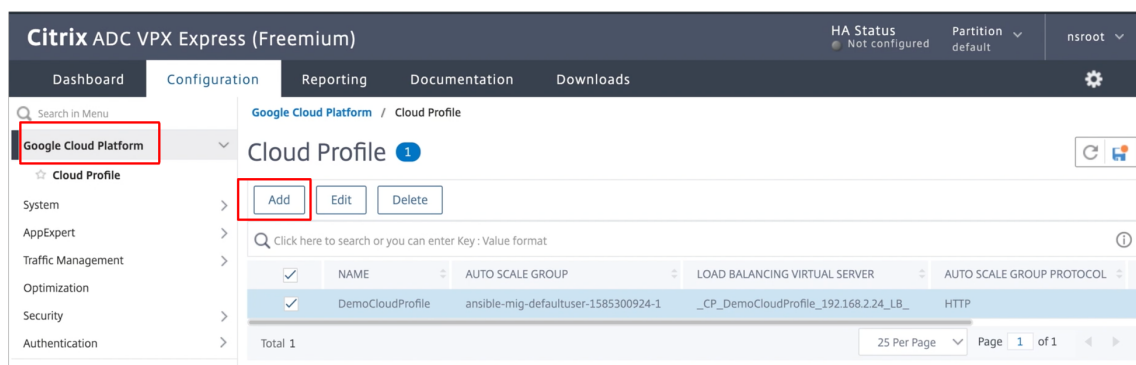 Citrix ADC VPX Express (Freemium)
HA Status
Not configured
Partition
default
nsroot
Dashboard
Configuration
Reporting
Documentation
Downloads
Search in Menu
Google Cloud Platform
Cloud Profile
System
AppExpert
Traffic Management
Optimization
Security
Authentication
Google Cloud Platform / Cloud Profile
Cloud Profile 1
Add
Edit
Delete
Click here to search or you can enter Key : Value format
NAME AUTO SCALE GROUP LOAD BALANCING VIRTUAL SERVER AUTO SCALE GROUP PROTOCOL
DemoCloudProfile ansible-mig-defaultuser-1585300924-1 _CP_DemoCloudProfile_192.168.2.24_LB_ HTTP
Total 1
25 Per Page
Page 1 of 1